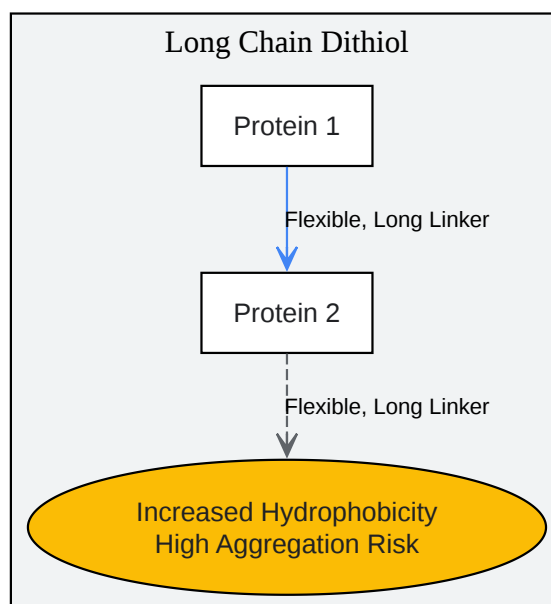 Long Chain Dithiol
Protein 1
Flexible, Long Linker
Protein 2
Flexible, Long Linker
Increased Hydrophobicity
High Aggregation Risk